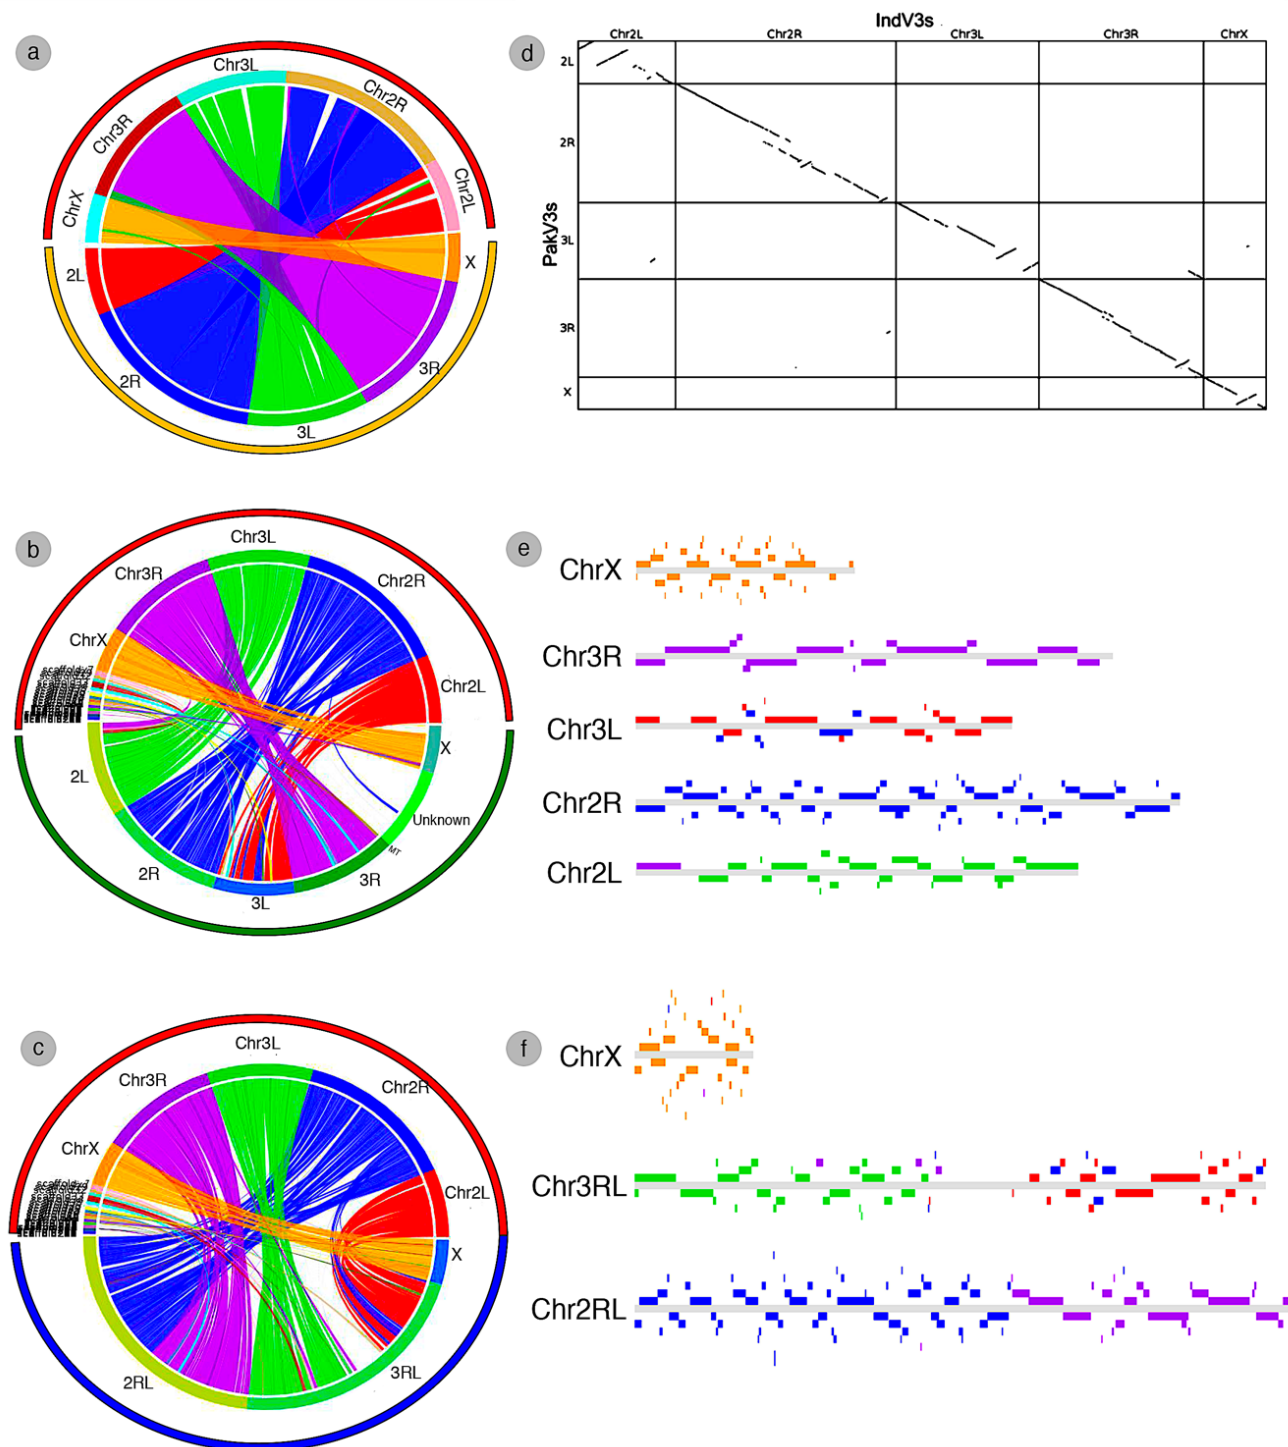 a
Chr3L
Chr2R
Chr3R
Chr2L
ChrX
X
2L
3R
2R
3L
d
IndV3s
Chr2L
Chr2R
Chr3L
Chr3R
ChrX
PakV3s
2L
2R
3L
3R
X
b
Chr3L
Chr3R
Chr2R
ChrX
Chr2L
X
2L
Unknown
MT
2R
3R
3L
e
ChrX
Chr3R
Chr3L
Chr2R
Chr2L
c
Chr3L
Chr3R
Chr2R
ChrX
Chr2L
X
3RL
2RL
f
ChrX
Chr3RL
Chr2RL